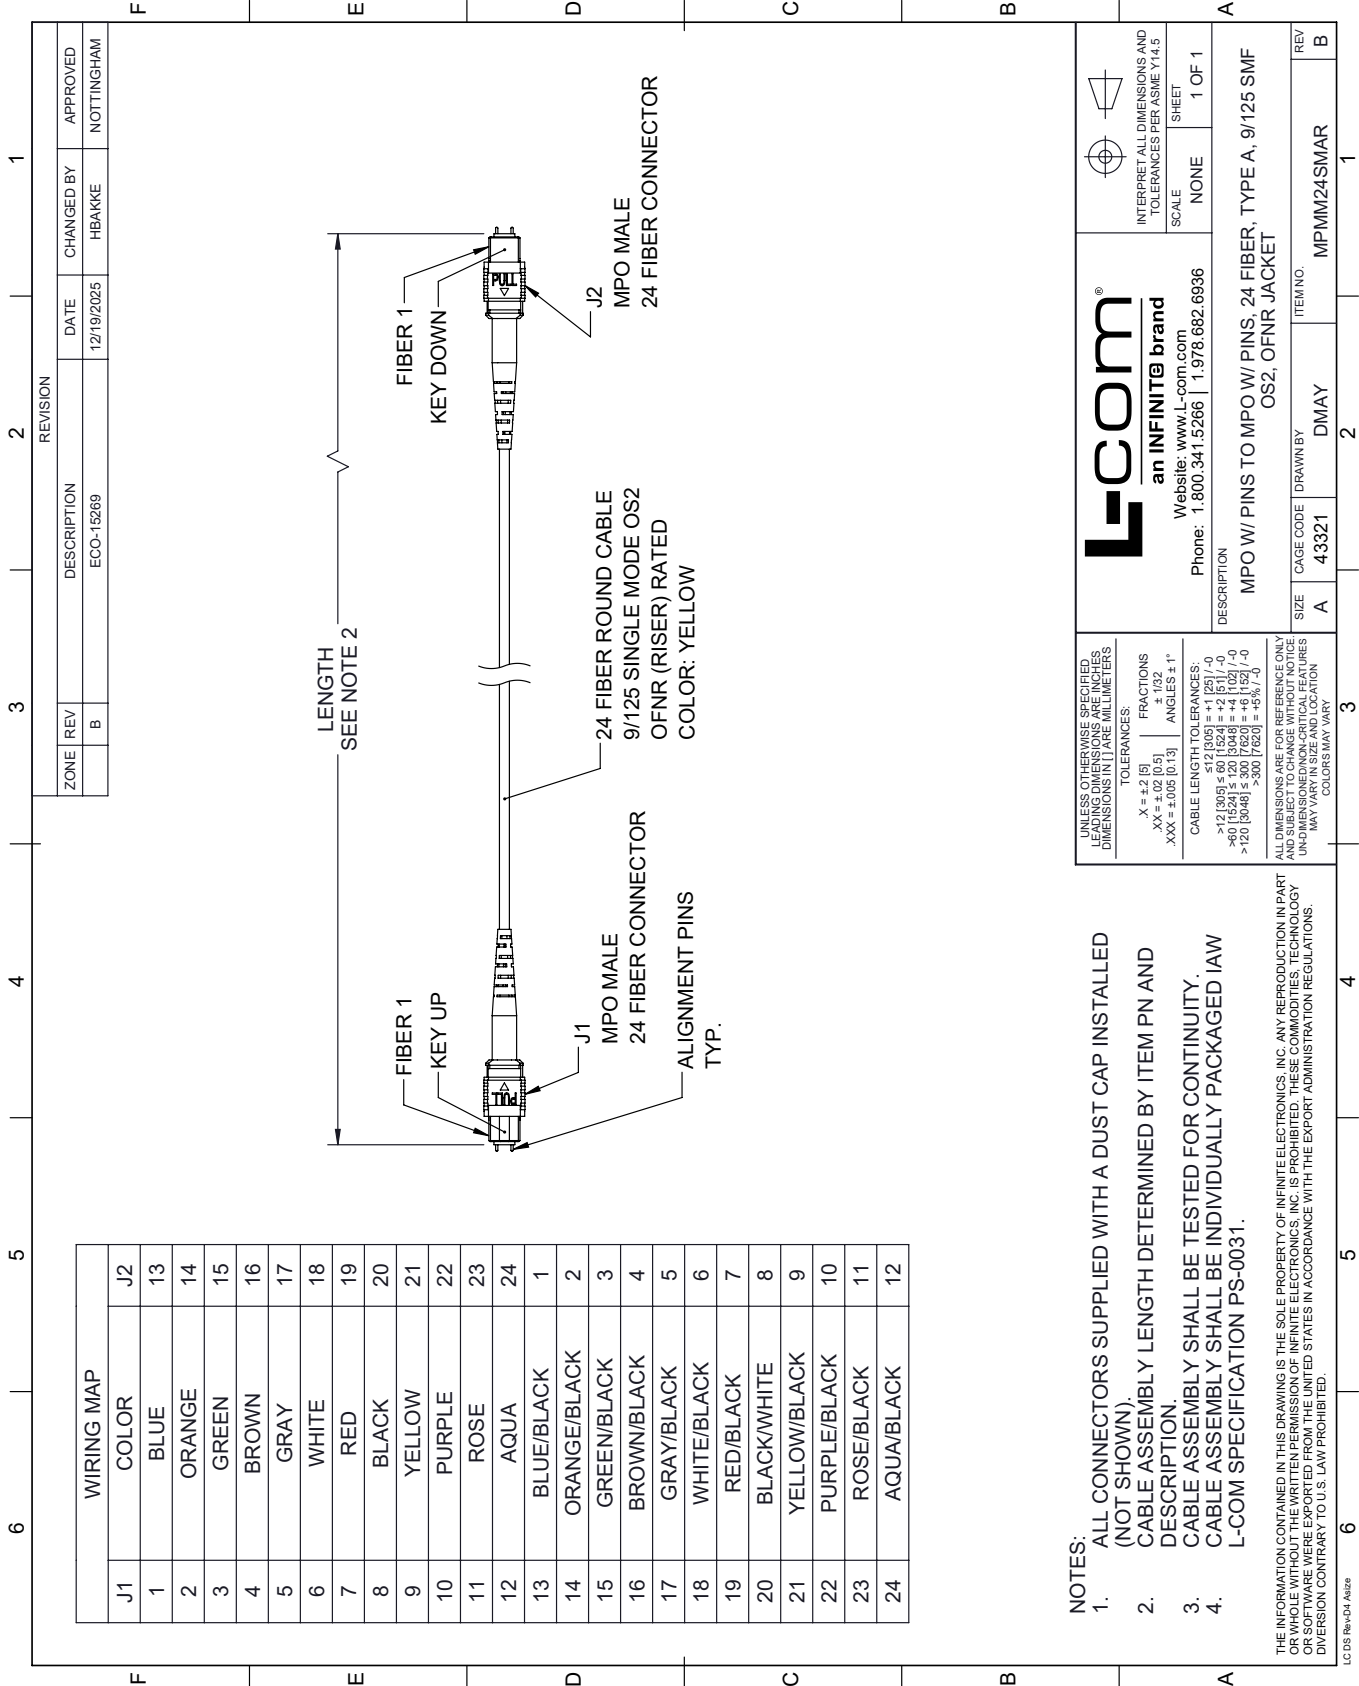 6 5 4 3 2 1
F
E
D
C
B
A
REVISION
ZONE REV DESCRIPTION DATE CHANGED BY APPROVED
B ECO-15269 12/19/2025 HBAKKE NOTTINGHAM
WIRING MAP
J1 COLOR J2
1 BLUE 13
2 ORANGE 14
3 GREEN 15
4 BROWN 16
5 GRAY 17
6 WHITE 18
7 RED 19
8 BLACK 20
9 YELLOW 21
10 PURPLE 22
11 ROSE 23
12 AQUA 24
13 BLUE/BLACK 1
14 ORANGE/BLACK 2
15 GREEN/BLACK 3
16 BROWN/BLACK 4
17 GRAY/BLACK 5
18 WHITE/BLACK 6
19 RED/BLACK 7
20 BLACK/WHITE 8
21 YELLOW/BLACK 9
22 PURPLE/BLACK 10
23 ROSE/BLACK 11
24 AQUA/BLACK 12
LENGTH
SEE NOTE 2
FIBER 1
KEY UP
PULL
J1
MPO MALE
24 FIBER CONNECTOR
ALIGNMENT PINS
TYP.
24 FIBER ROUND CABLE
9/125 SINGLE MODE OS2
OFNR (RISER) RATED
COLOR: YELLOW
FIBER 1
KEY DOWN
PULL
J2
MPO MALE
24 FIBER CONNECTOR
NOTES:
1. ALL CONNECTORS SUPPLIED WITH A DUST CAP INSTALLED
(NOT SHOWN).
2. CABLE ASSEMBLY LENGTH DETERMINED BY ITEM PN AND
DESCRIPTION.
3. CABLE ASSEMBLY SHALL BE TESTED FOR CONTINUITY.
4. CABLE ASSEMBLY SHALL BE INDIVIDUALLY PACKAGED IAW
L-COM SPECIFICATION PS-0031.
THE INFORMATION CONTAINED IN THIS DRAWING IS THE SOLE PROPERTY OF INFINITE ELECTRONICS, INC. ANY REPRODUCTION IN PART
OR WHOLE WITHOUT THE WRITTEN PERMISSION OF INFINITE ELECTRONICS, INC. IS PROHIBITED. THESE COMMODITIES, TECHNOLOGY
OR SOFTWARE WERE EXPORTED FROM THE UNITED STATES IN ACCORDANCE WITH THE EXPORT ADMINISTRATION REGULATIONS.
DIVERSION CONTRARY TO U.S. LAW PROHIBITED.
UNLESS OTHERWISE SPECIFIED
LEADING DIMENSIONS ARE INCHES
DIMENSIONS IN [ ] ARE MILLIMETERS
TOLERANCES:
.X = ±.2 [5] FRACTIONS
.XX = ±.02 [0.5] ± 1/32
.XXX = ±.005 [0.13] ANGLES ± 1°
CABLE LENGTH TOLERANCES:
≤12 [305] = +1 [25] / -0
>12 [305] ≤ 60 [1524] = +2 [51] / -0
>60 [1524] ≤ 120 [3048] = +4 [102] / -0
>120 [3048] ≤ 300 [7620] = +6 [152] / -0
>300 [7620] = +5% / -0
ALL DIMENSIONS ARE FOR REFERENCE ONLY
AND SUBJECT TO CHANGE WITHOUT NOTICE.
UN-DIMENSIONED/NON-CRITICAL FEATURES
MAY VARY IN SIZE AND LOCATION
COLORS MAY VARY
L-com®
an INFINIT@ brand
Website: www.L-com.com
Phone: 1.800.341.5266 | 1.978.682.6936
INTERPRET ALL DIMENSIONS AND
TOLERANCES PER ASME Y14.5
SCALE NONE
SHEET 1 OF 1
DESCRIPTION
MPO W/ PINS TO MPO W/ PINS, 24 FIBER, TYPE A, 9/125 SMF
OS2, OFNR JACKET
SIZE A
CAGE CODE 43321
DRAWN BY DMAY
ITEM NO. MPMM24SMAR
REV B
LC DS Rev-D4 Asize
6 5 4 3 2 1
F
E
D
C
B
A